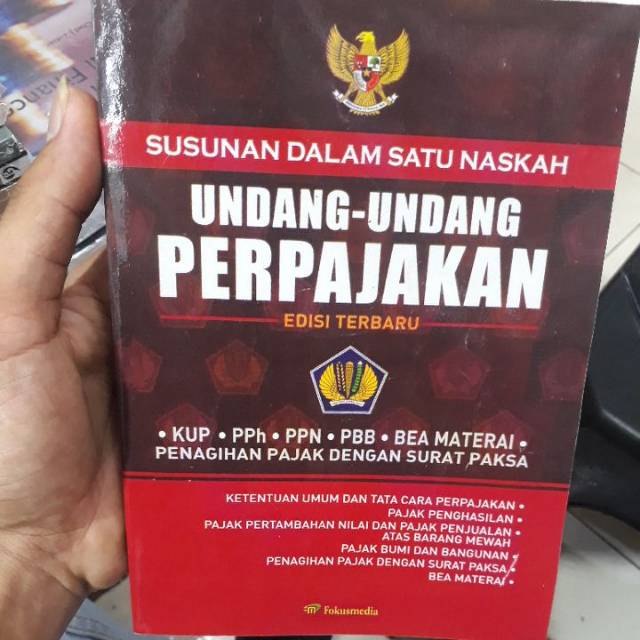 SUSUNAN DALAM SATU NASKAH
UNDANG-UNDANG
PERPAJAKAN
EDISI TERBARU
• KUP • PPh • PPN • PBB • BEA MATERAI •
PENAGIHAN PAJAK DENGAN SURAT PAKSA
KETENTUAN UMUM DAN TATA CARA PERPAJAKAN •
PAJAK PENGHASILAN •
PAJAK PERTAMBAHAN NILAI DAN PAJAK PENJUALAN •
ATAS BARANG MEWAH
PAJAK BUMI DAN BANGUNAN •
PENAGIHAN PAJAK DENGAN SURAT PAKSA •
BEA MATERAI •
Fokusmedia